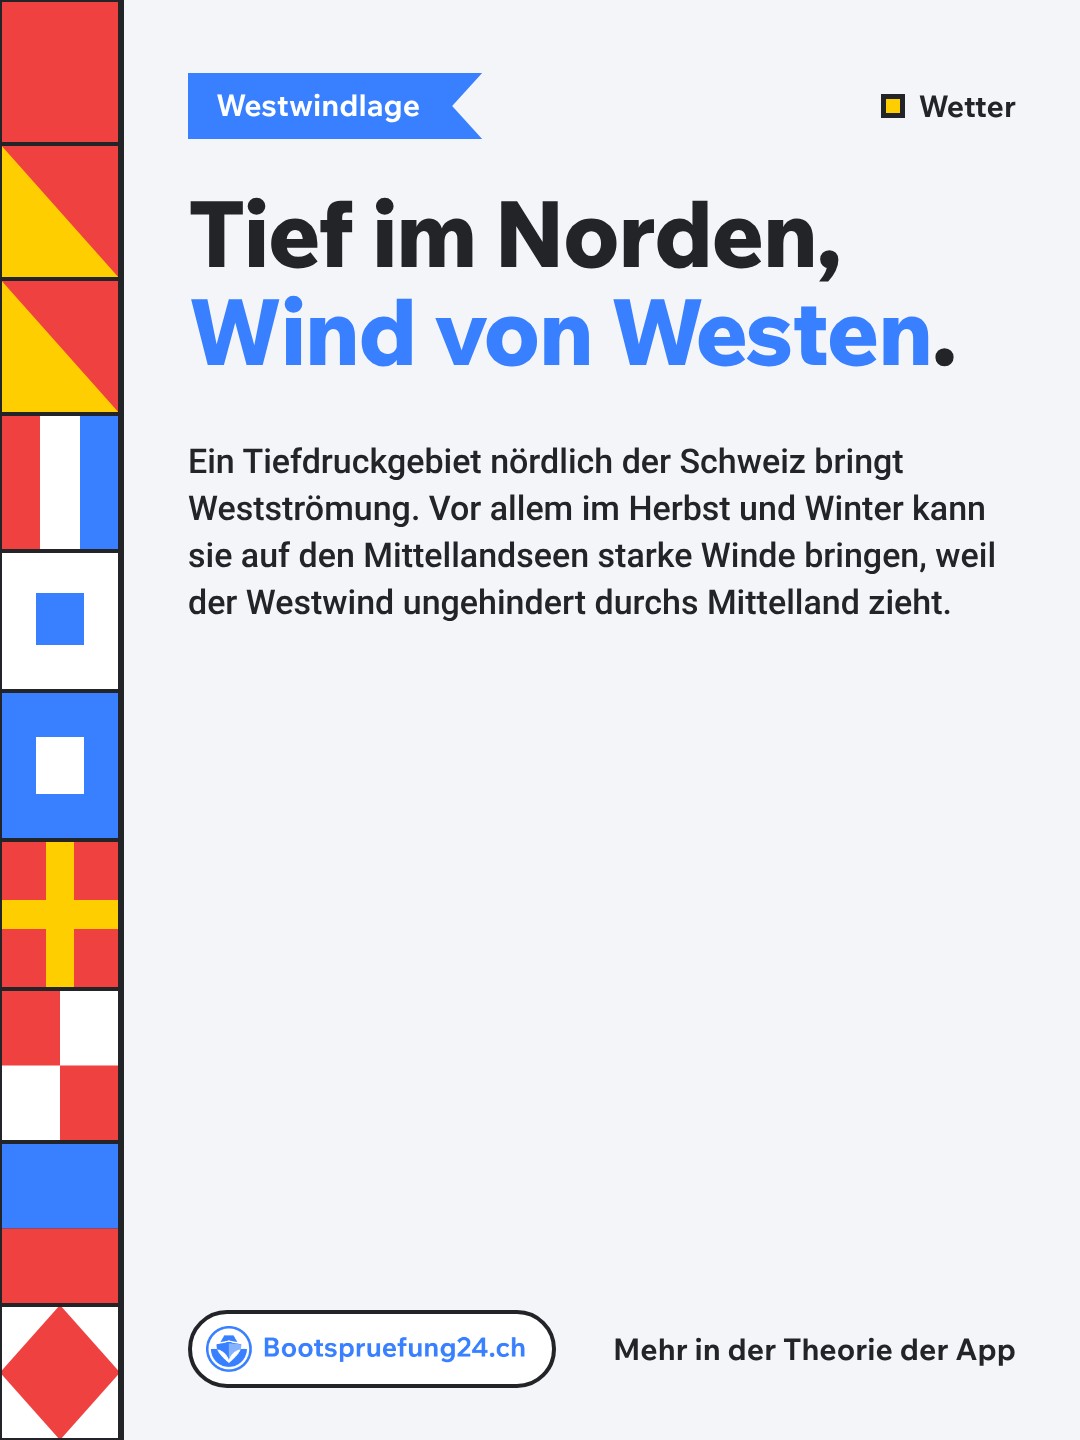 Westwindlage
Wetter
Tief im Norden,
Wind von Westen.
Ein Tiefdruckgebiet nördlich der Schweiz bringt
Westströmung. Vor allem im Herbst und Winter kann
sie auf den Mittellandseen starke Winde bringen, weil
der Westwind ungehindert durchs Mittelland zieht.
Bootspruefung24.ch
Mehr in der Theorie der App